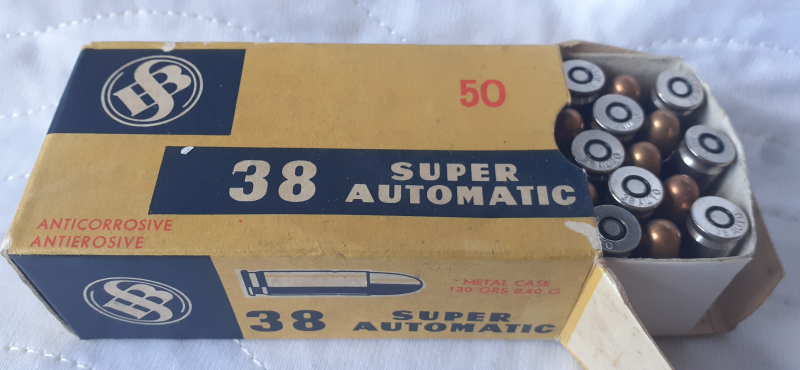 50
38 SUPER
AUTOMATIC
ANTICORROSIVE
ANTIEROSIVE
METAL CASE
130 GRS 8,40 G
38 SUPER
AUTOMATIC